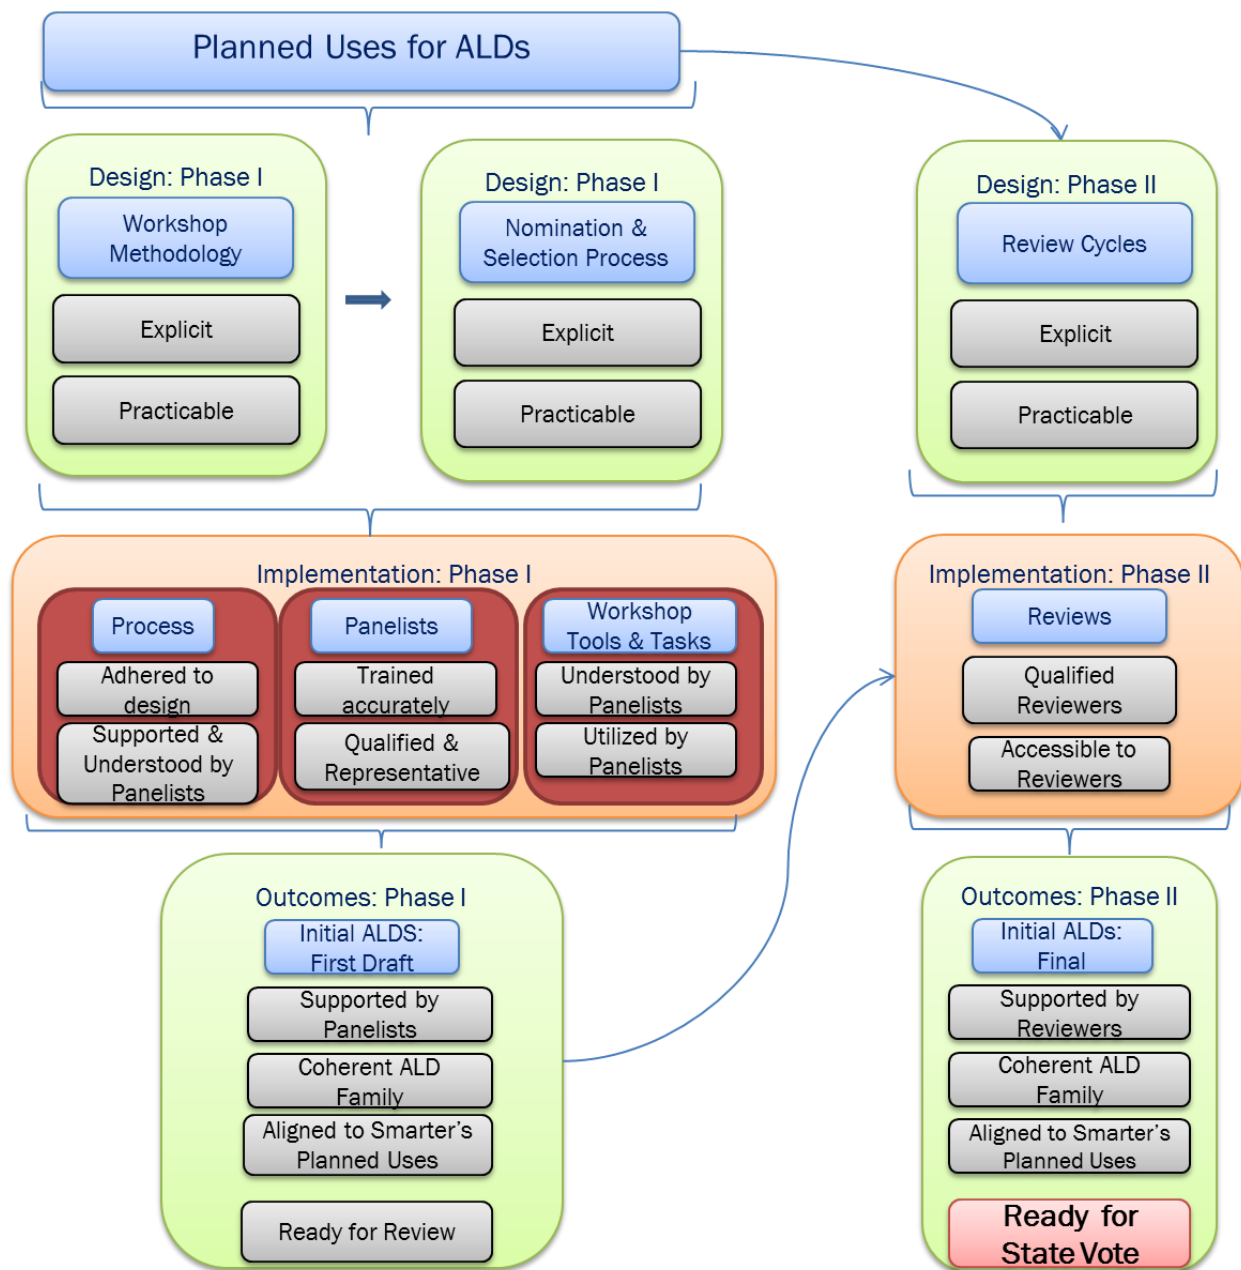 Planned Uses for ALDs
Design: Phase I
Workshop
Methodology
Explicit
Practicable
Design: Phase I
Nomination &
Selection Process
Explicit
Practicable
Design: Phase II
Review Cycles
Explicit
Practicable
Implementation: Phase I
Process
Adhered to
design
Supported &
Understood by
Panelists
Panelists
Trained
accurately
Qualified &
Representative
Workshop
Tools & Tasks
Understood by
Panelists
Utilized by
Panelists
Implementation: Phase II
Reviews
Qualified
Reviewers
Accessible to
Reviewers
Outcomes: Phase I
Initial ALDS:
First Draft
Supported by
Panelists
Coherent ALD
Family
Aligned to Smarter's
Planned Uses
Ready for Review
Outcomes: Phase II
Initial ALDs:
Final
Supported by
Reviewers
Coherent ALD
Family
Aligned to Smarter's
Planned Uses
Ready for
State Vote